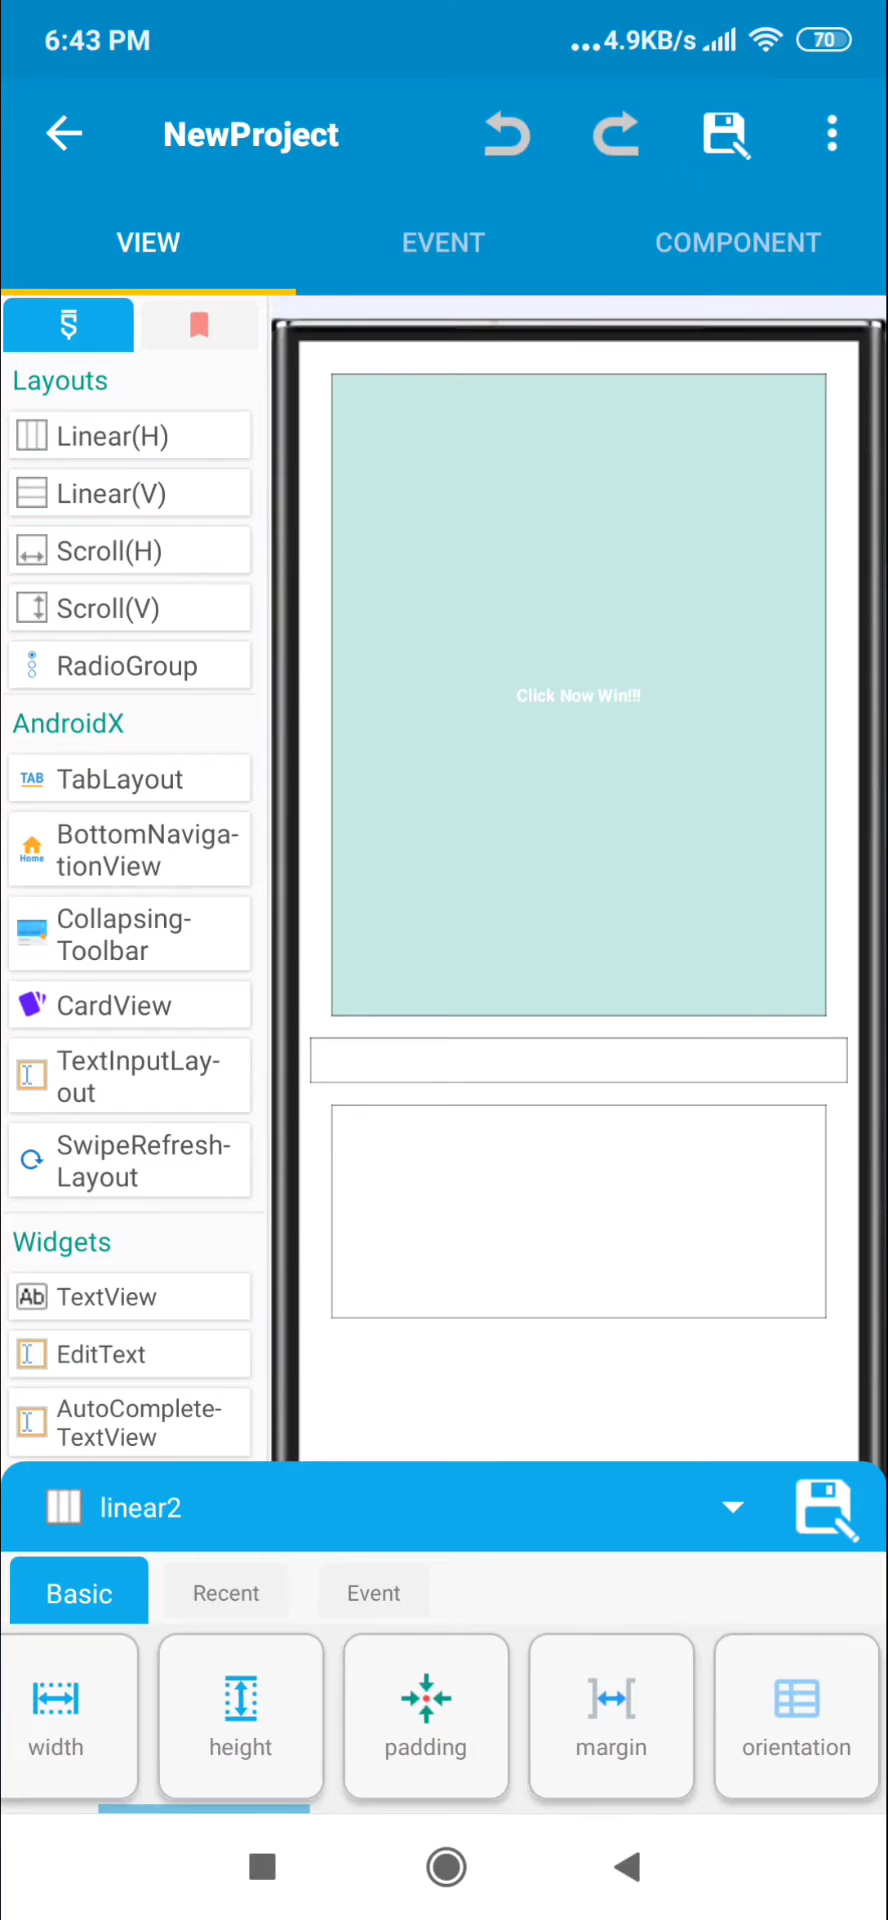 6:43 PM
...4.9KB/s
70
NewProject
VIEW
EVENT
COMPONENT
Layouts
Linear(H)
Linear(V)
Scroll(H)
Scroll(V)
RadioGroup
AndroidX
TAB TabLayout
BottomNaviga-
tionView
Home
Collapsing-
Toolbar
CardView
TextInputLay-
out
SwipeRefresh-
Layout
Widgets
Ab TextView
EditText
AutoComplete-
TextView
Click Now Win!!!
linear2
Basic
Recent
Event
width
height
padding
margin
orientation